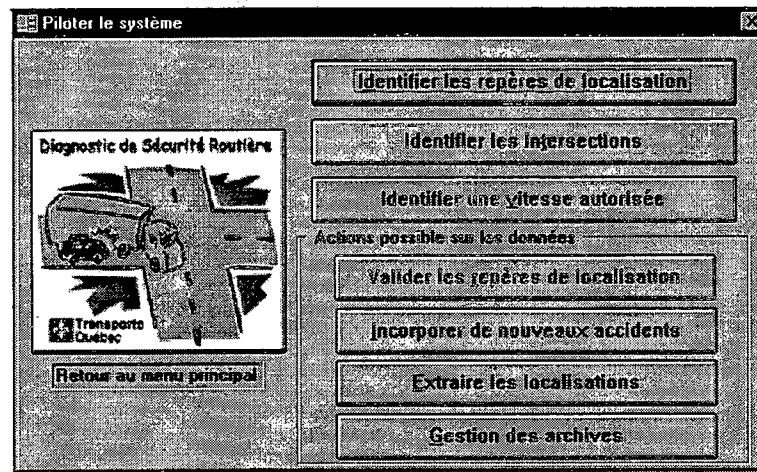 Piloter le système
Identifier les repères de localisation
Identifier les intersections
Identifier une vitesse autorisée
Diagnostic de Sécurité Routière
Transports
Québec
Retour au menu principal
Actions possible sur les données
Valider les repères de localisation
Incorporer de nouveaux accidents
Extraire les localisations
Gestion des archives